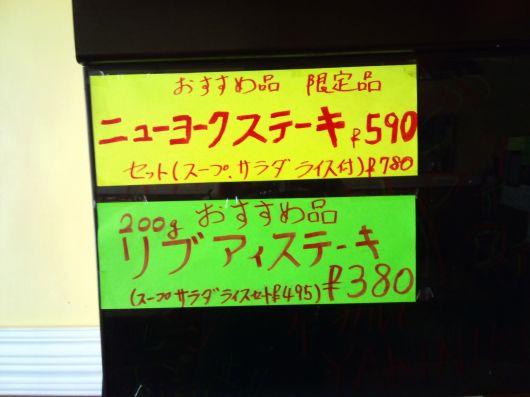 おすすめ品 限定品
ニューヨークステーキ ₱590
セット(スープ、サラダ ライス付)₱780
200g おすすめ品
リブアイステーキ
(スープ サラダ ライスセット ₱495) ₱380